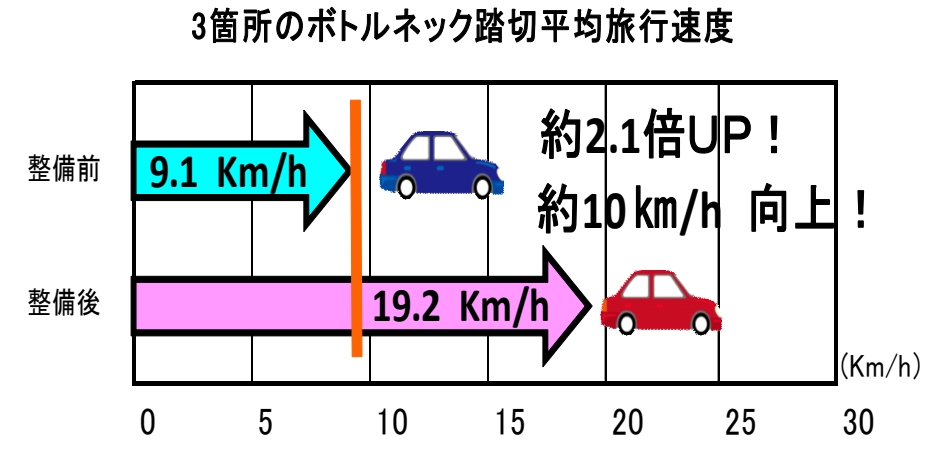 3箇所のボトルネック踏切平均旅行速度
約2.1倍UP！
整備前
9.1 Km/h
約10㎞/h 向上！
整備後
19.2 Km/h
(Km/h)
0 5 10 15 20 25 30